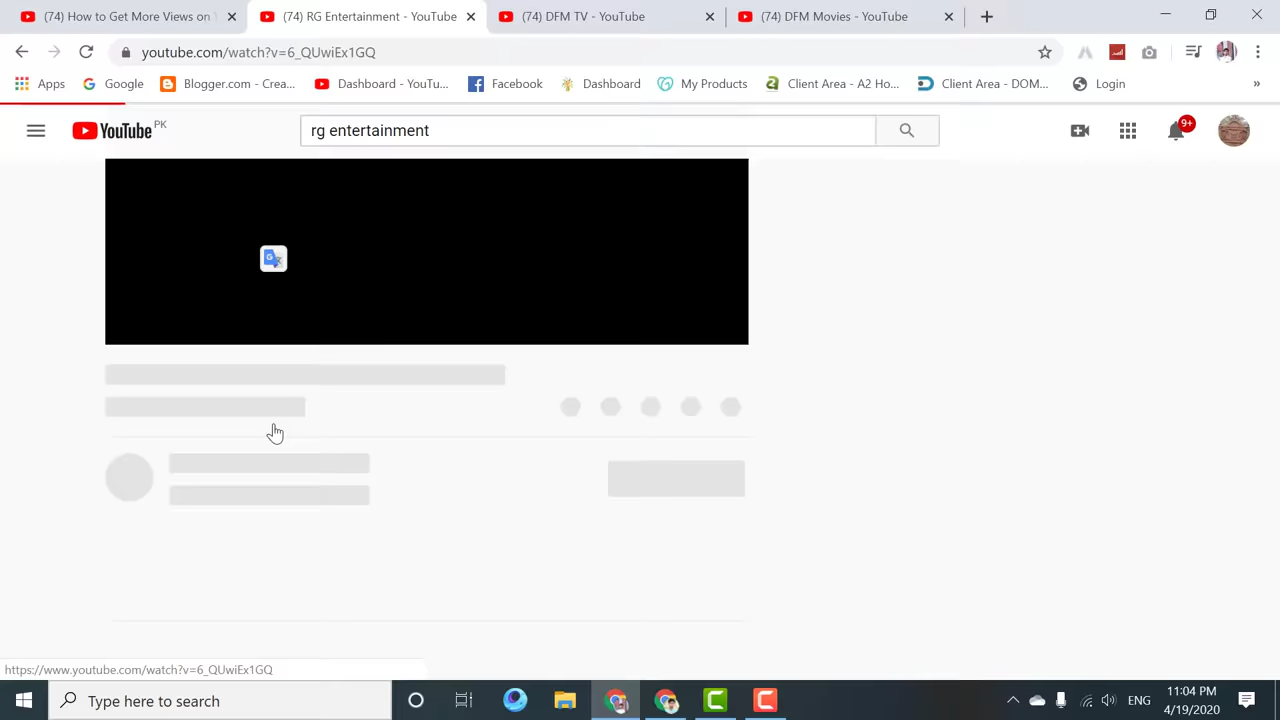 (74) How to Get More Views on
(74) RG Entertainment - YouTube
(74) DFM TV - YouTube
(74) DFM Movies - YouTube
youtube.com/watch?v=6_QUwiEx1GQ
Apps
Google
Blogger.com - Crea...
Dashboard - YouTu...
Facebook
Dashboard
My Products
Client Area - A2 Ho...
Client Area - DOM...
Login
»
YouTube PK
rg entertainment
9+
https://www.youtube.com/watch?v=6_QUwiEx1GQ
Type here to search
ENG
11:04 PM
4/19/2020